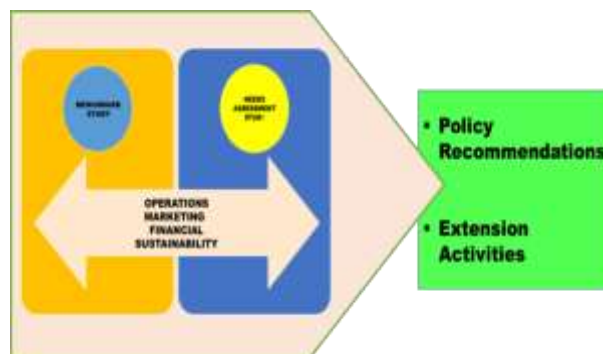 BENCHMARK
STUDY
NEEDS
ASSESSMENT
STUDY
OPERATIONS
MARKETING
FINANCIAL
SUSTAINABILITY
• Policy
Recommendations
• Extension
Activities